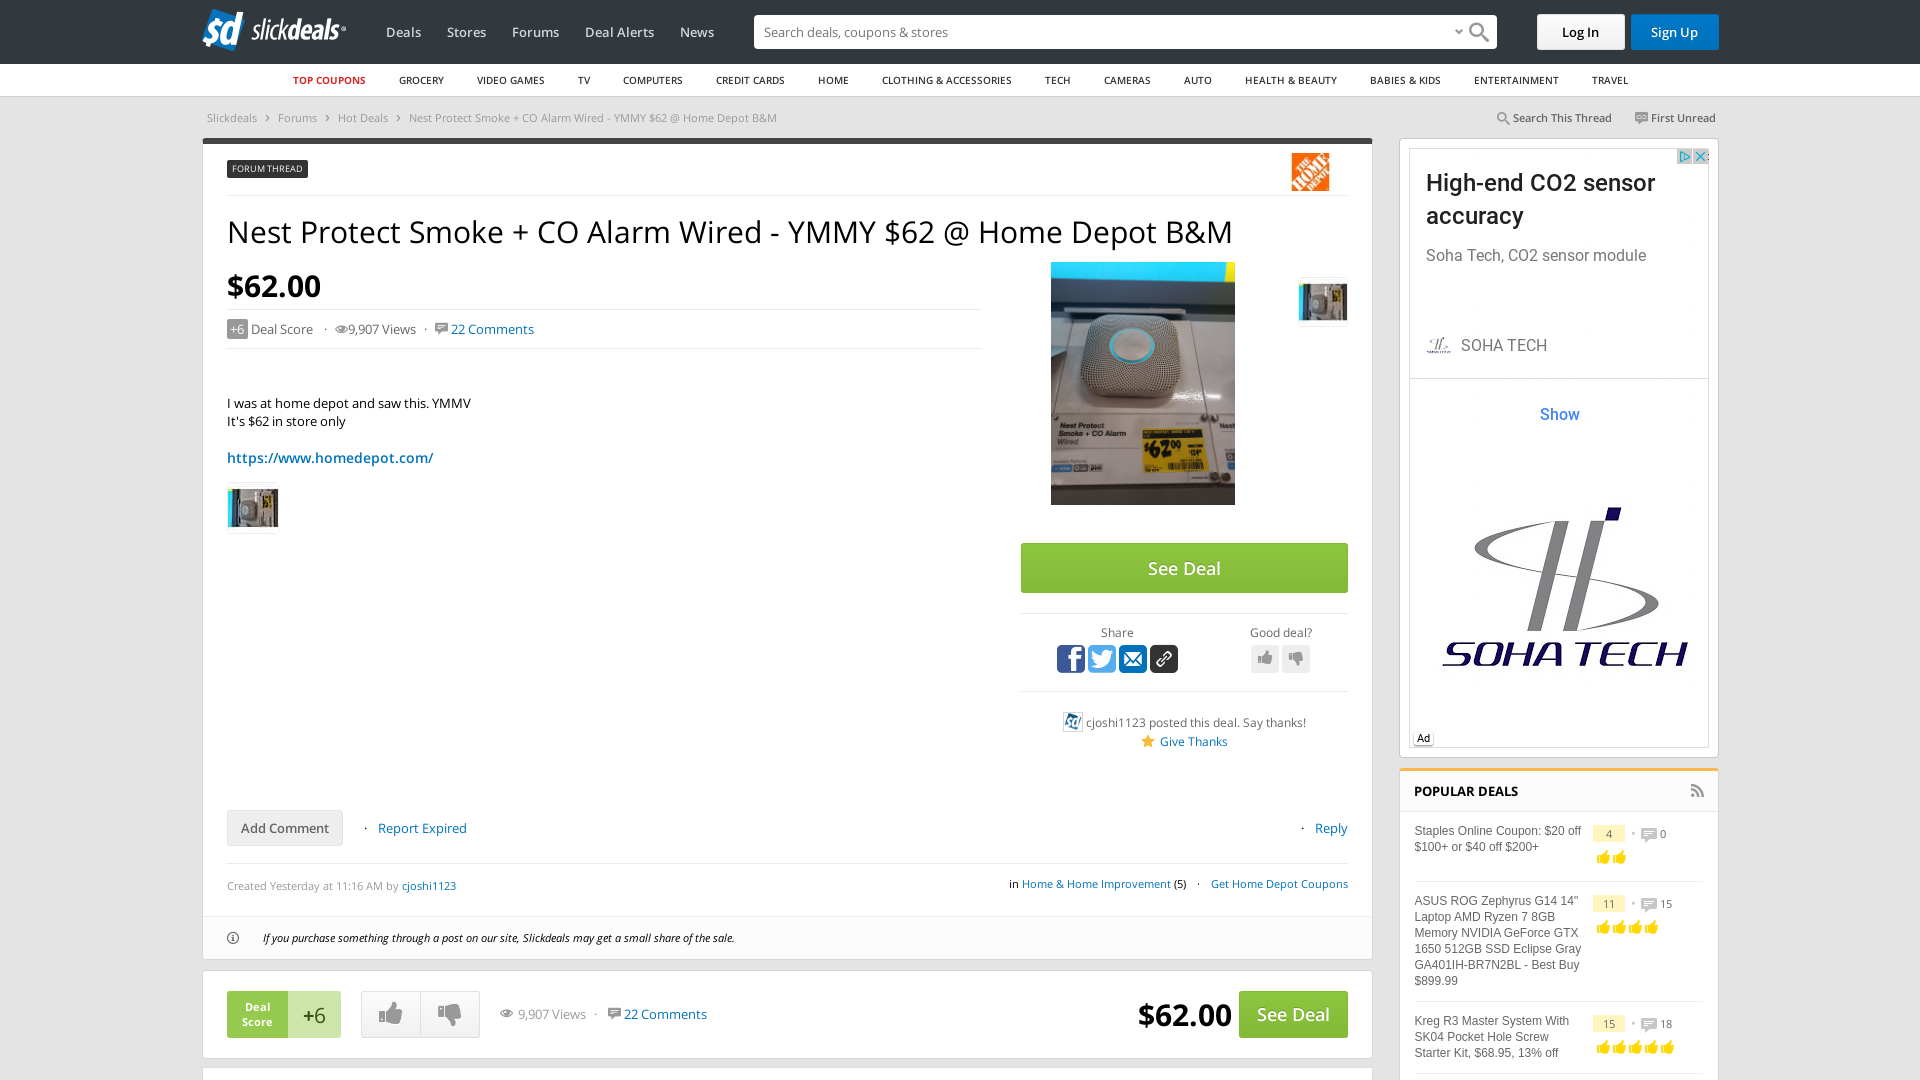 sd slickdeals
Deals
Stores
Forums
Deal Alerts
News
Search deals, coupons & stores
Log In
Sign Up
TOP COUPONS
GROCERY
VIDEO GAMES
TV
COMPUTERS
CREDIT CARDS
HOME
CLOTHING & ACCESSORIES
TECH
CAMERAS
AUTO
HEALTH & BEAUTY
BABIES & KIDS
ENTERTAINMENT
TRAVEL
Slickdeals > Forums > Hot Deals > Nest Protect Smoke + CO Alarm Wired - YMMY $62 @ Home Depot B&M
Search This Thread
First Unread
FORUM THREAD
THE HOME DEPOT
Nest Protect Smoke + CO Alarm Wired - YMMY $62 @ Home Depot B&M
$62.00
+6 Deal Score · 9,907 Views · 22 Comments
I was at home depot and saw this. YMMV
It's $62 in store only
https://www.homedepot.com/
Nest Protect
Smoke + CO Alarm
Wired
$62.00
See Deal
Share
Good deal?
cjoshi1123 posted this deal. Say thanks!
Give Thanks
Add Comment · Report Expired
· Reply
Created Yesterday at 11:16 AM by cjoshi1123
in Home & Home Improvement (5) · Get Home Depot Coupons
If you purchase something through a post on our site, Slickdeals may get a small share of the sale.
Deal
Score
+6
9,907 Views · 22 Comments
$62.00
See Deal
High-end CO2 sensor
accuracy
Soha Tech, CO2 sensor module
SOHA TECH
Show
SOHA TECH
Ad
POPULAR DEALS
Staples Online Coupon: $20 off
$100+ or $40 off $200+
4 • 0
ASUS ROG Zephyrus G14 14"
Laptop AMD Ryzen 7 8GB
Memory NVIDIA GeForce GTX
1650 512GB SSD Eclipse Gray
GA401IH-BR7N2BL - Best Buy
$899.99
11 • 15
Kreg R3 Master System With
SK04 Pocket Hole Screw
Starter Kit, $68.95, 13% off
15 • 18